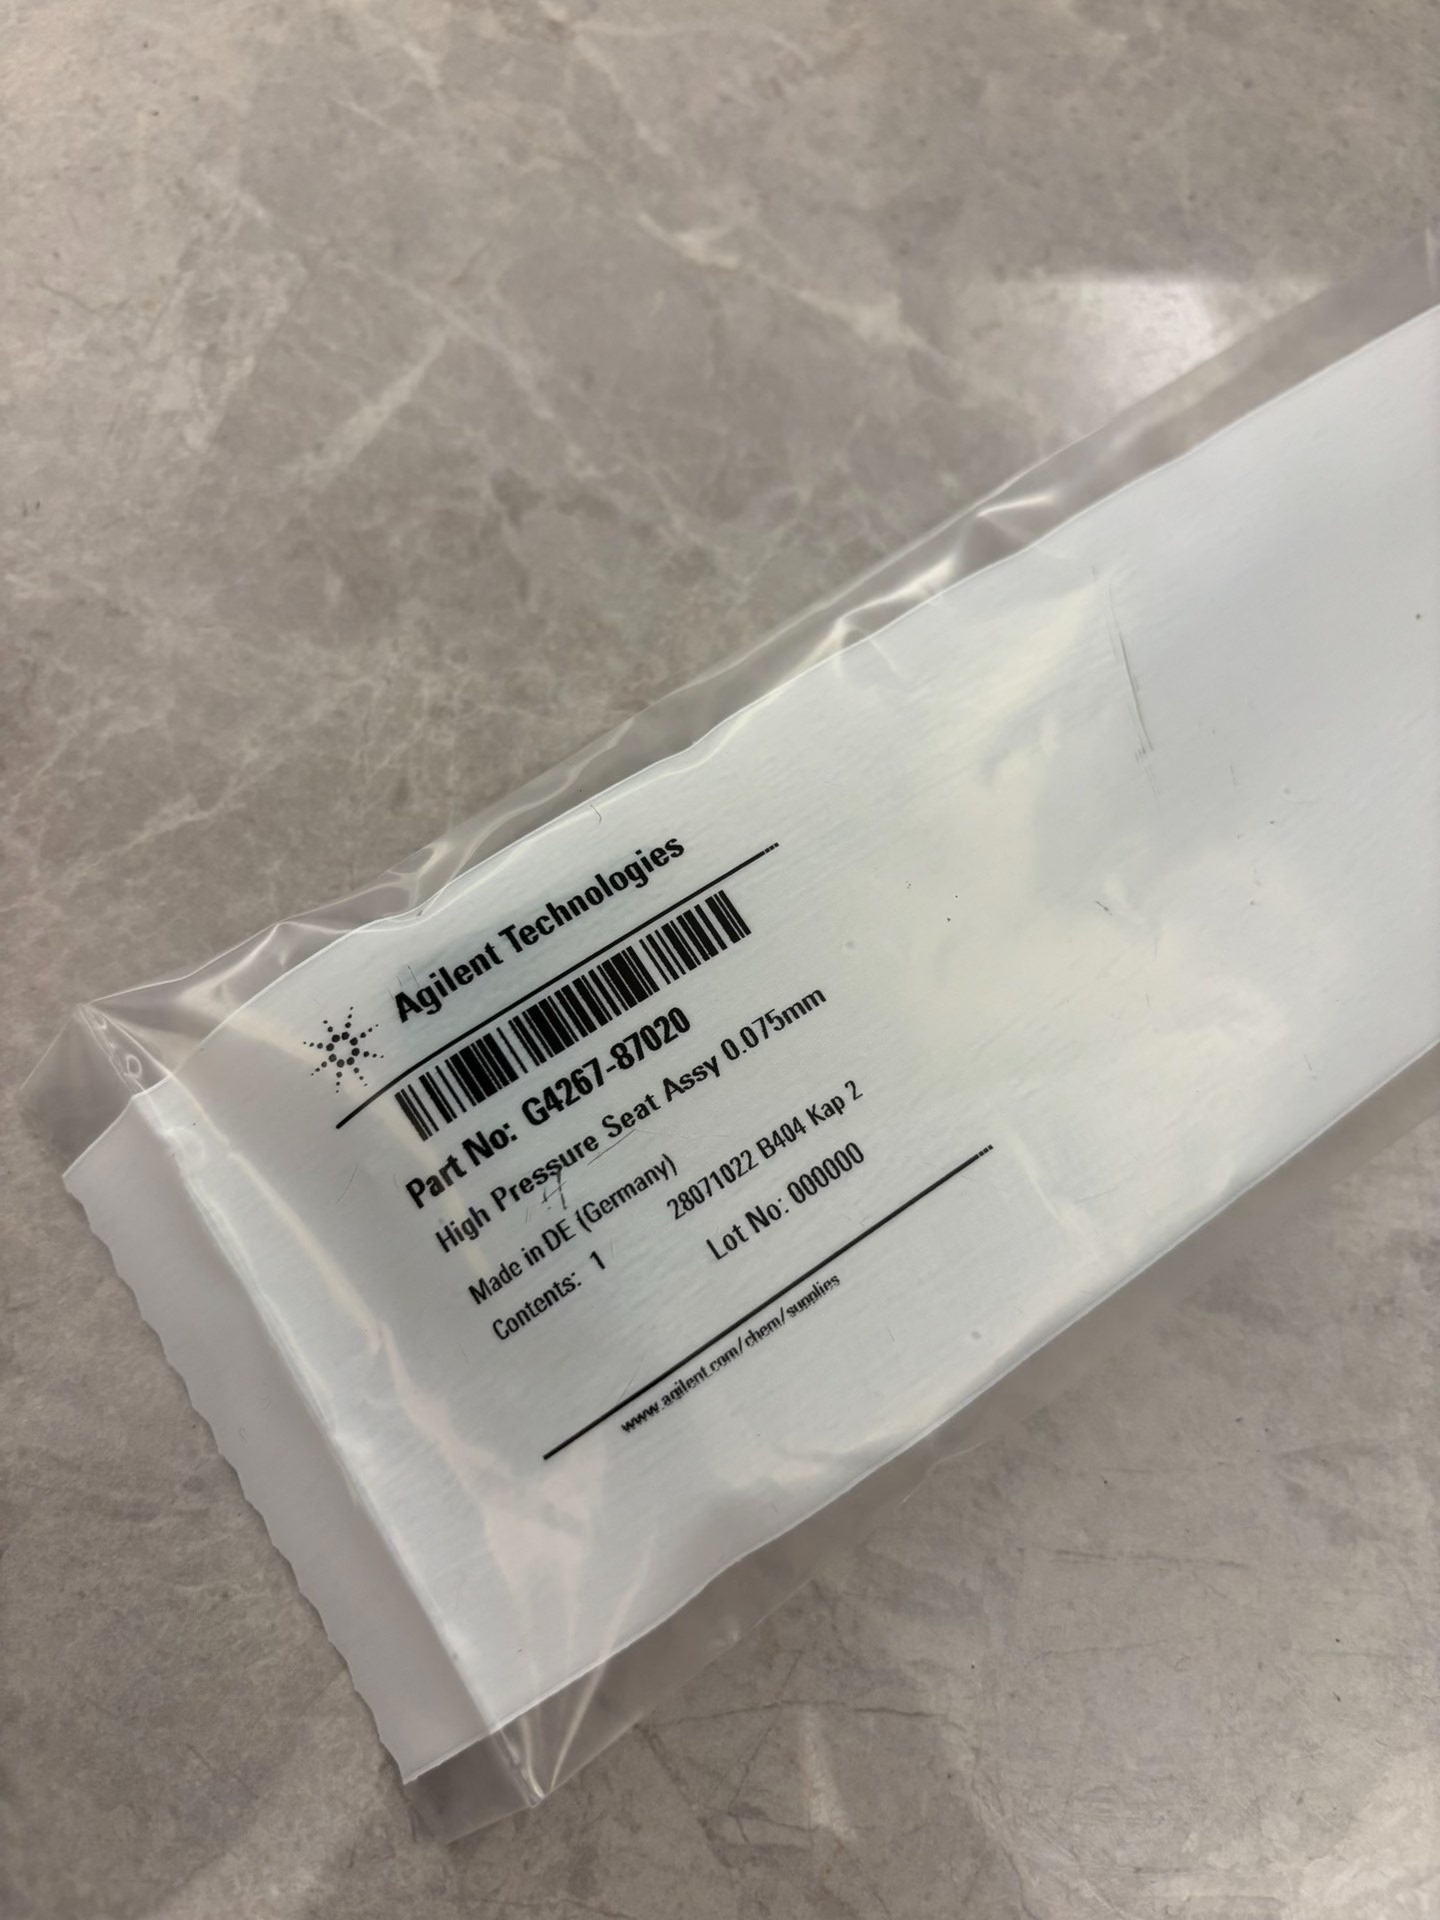 Agilent Technologies
Part No: G4267-87020
High Pressure Seat Assy 0.075mm
Made in DE (Germany)
28071022 B404 Kap 2
Contents: 1
Lot No: 000000
www.agilent.com/chem/supplies